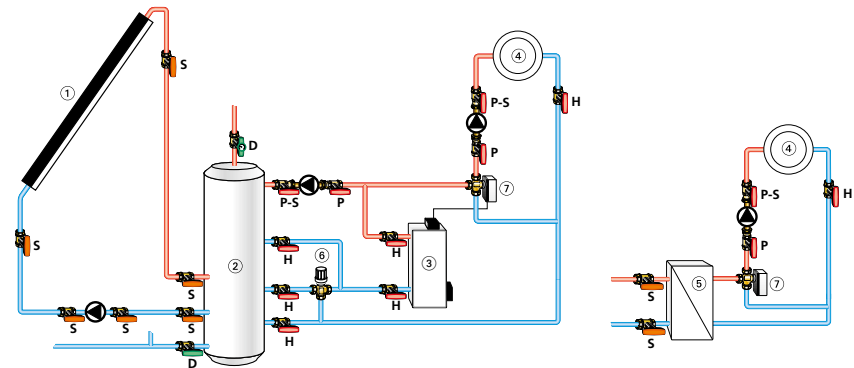 ④
① S
P-S H
④
D P
P-S P ⑦
P-S H
S ⑥ H P
② H ③
S H H ⑤ ⑦
S S S H S
D S